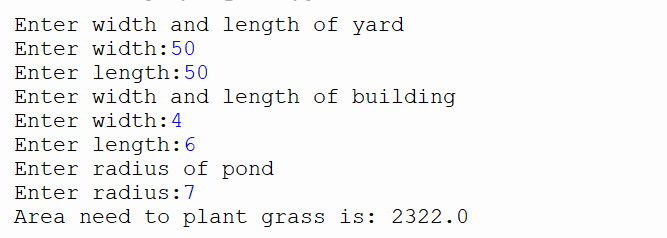 Enter width and length of yard
Enter width:50
Enter length:50
Enter width and length of building
Enter width:4
Enter length:6
Enter radius of pond
Enter radius:7
Area need to plant grass is: 2322.0